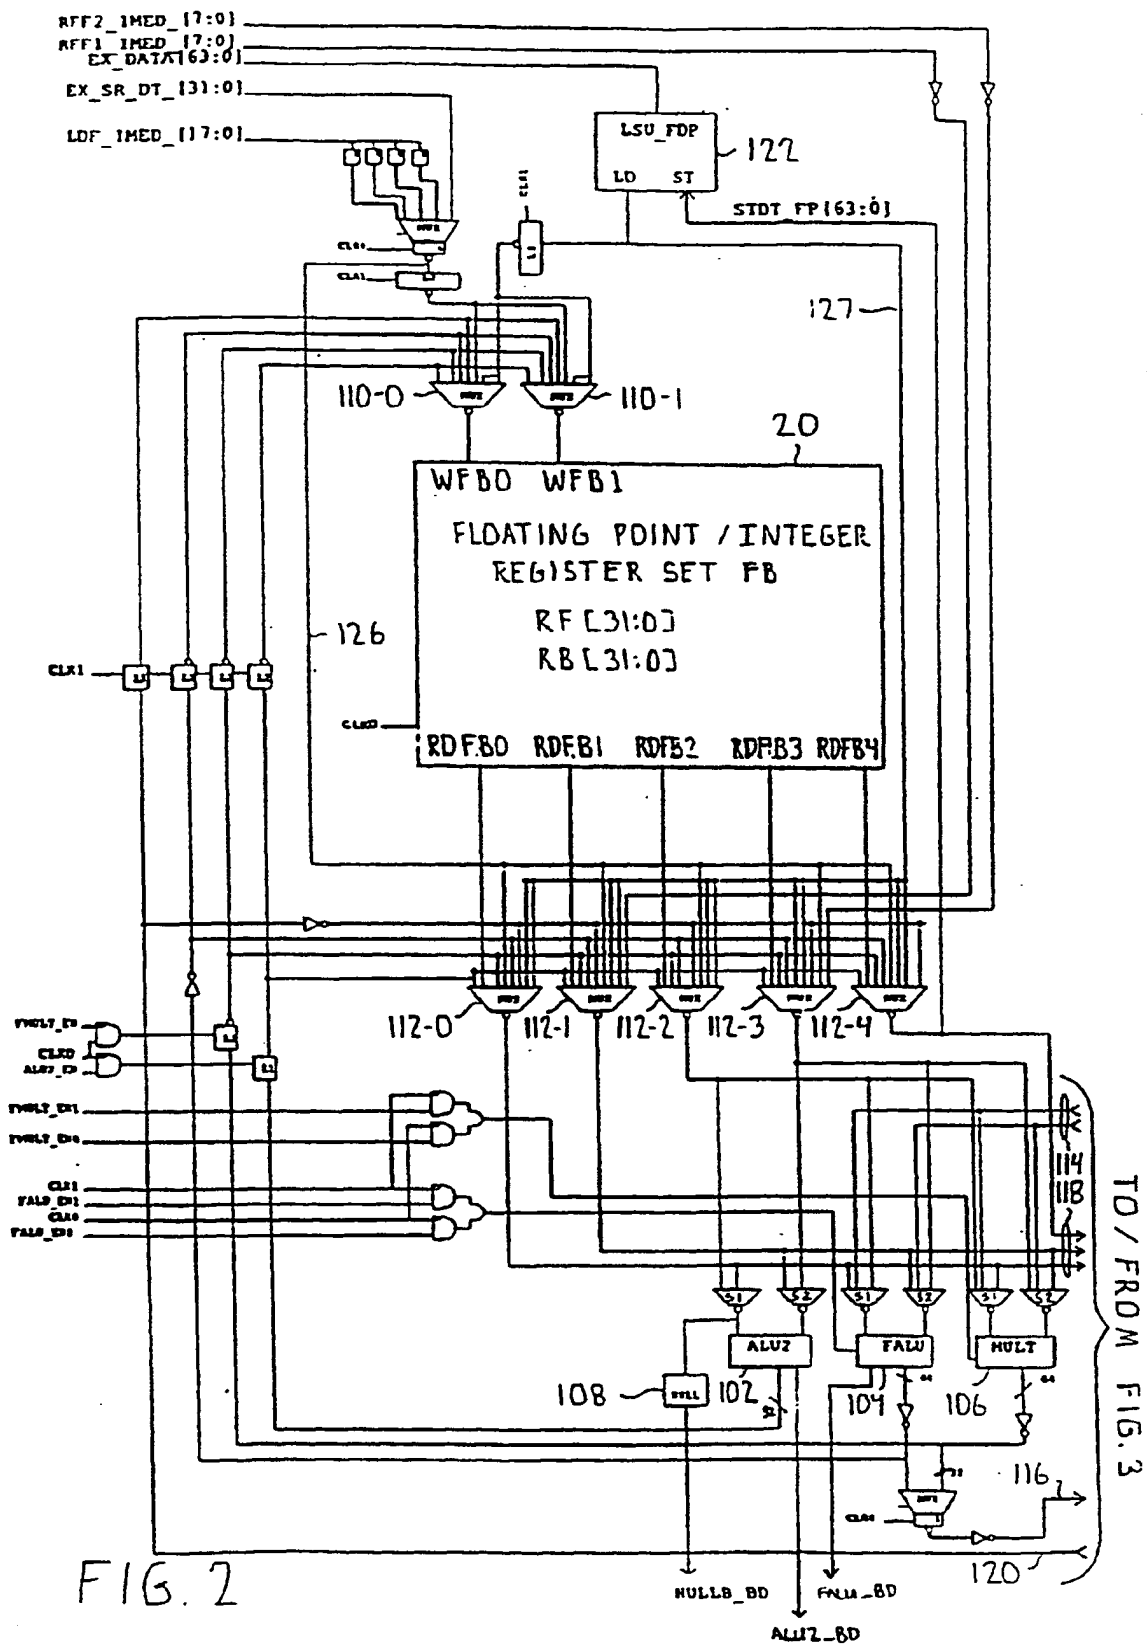 RFF2_IMED_[7:0]
RFF1_IMED_[7:0]
EX_DATA[63:0]
EX_SR_DT_[31:0]
LDF_IMED_[17:0]
LSU_FDP
LD ST
122
STDT_FP[63:0]
127
110-0
110-1
20
WFB0 WFB1
FLOATING POINT / INTEGER
REGISTER SET FB
RF [31:0]
RB [31:0]
126
CLK1
RDFB0 RDFB1 RDFB2 RDFB3 RDFB4
112-0 112-1 112-2 112-3 112-4
CLK0
114
118
TO / FROM FIG. 3
S1 S2 S1 S2 S1 S2
ALU2 FALU MULT
108 102 104 106
116
120
FIG. 2
NULLB_BD
FALU_BD
ALU2_BD